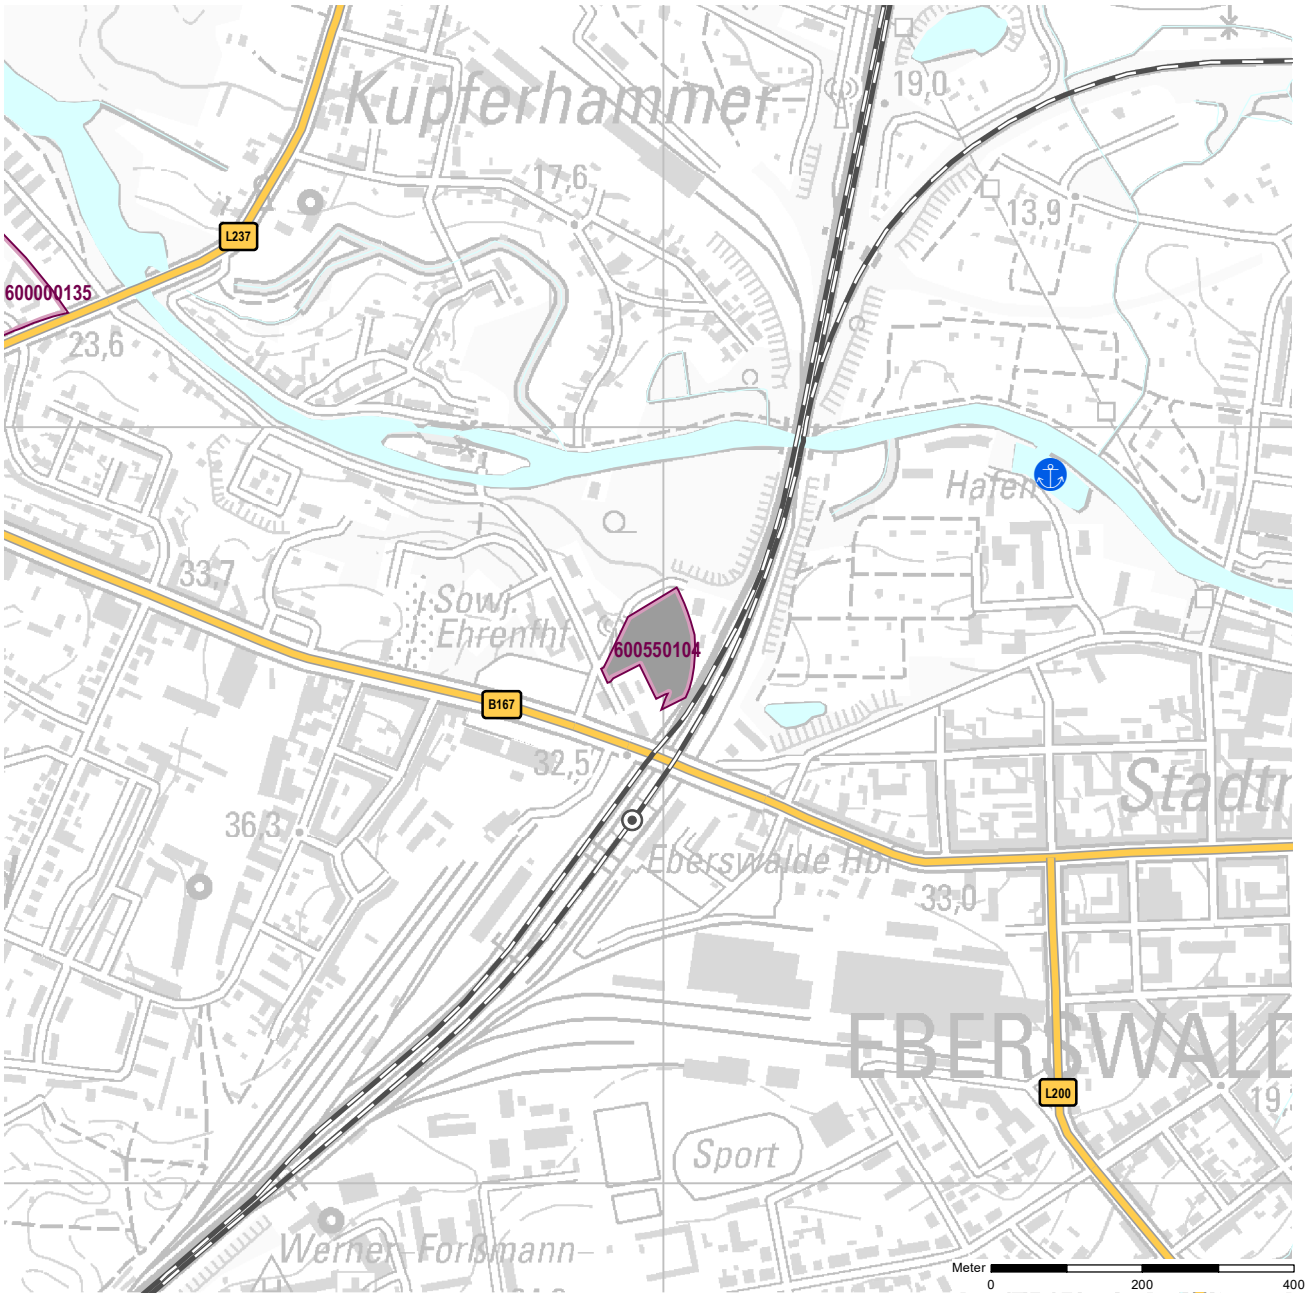 Kupferhammer
19,0
17,6
13,9
L237
600000135
23,6
Hafen
33,7
Sowj.
Ehrenfhf
600550104
B167
32,5
Stadtm
36,3
Eberswalde Hbf
33,0
EBERSWALD
L200
19,
Sport
Werner-Forßmann-
Meter
0
200
400